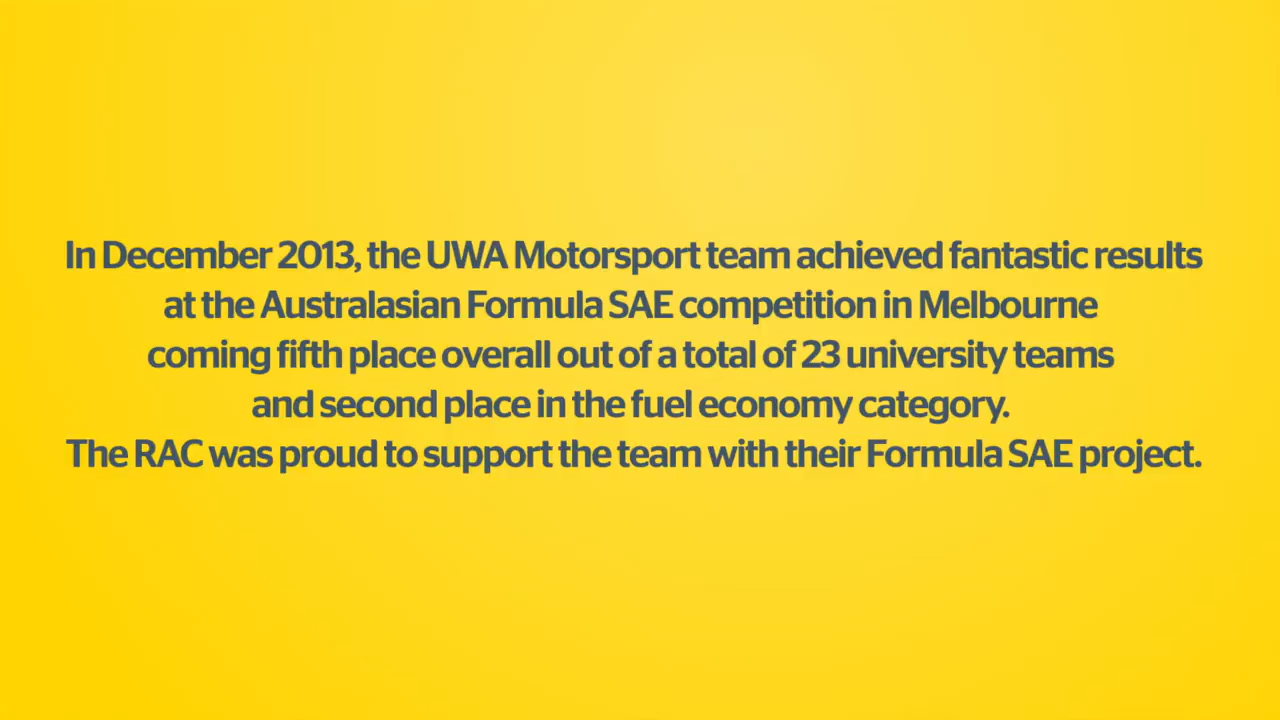 In December 2013, the UWA Motorsport team achieved fantastic results
at the Australasian Formula SAE competition in Melbourne
coming fifth place overall out of a total of 23 university teams
and second place in the fuel economy category.
The RAC was proud to support the team with their Formula SAE project.